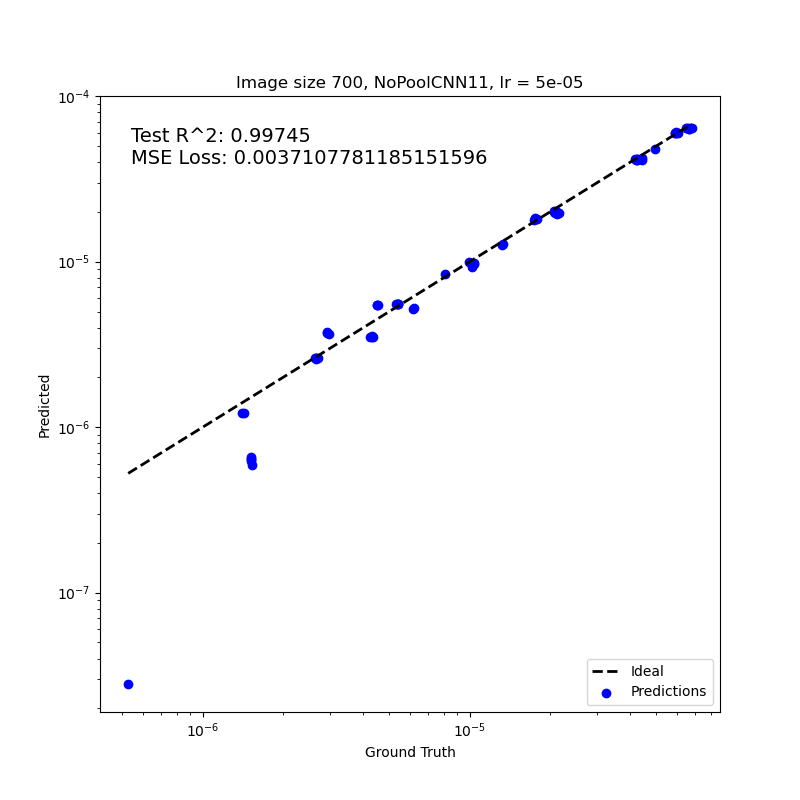 Image size 700, NoPoolCNN11, lr = 5e-05
Test R^2: 0.99745
MSE Loss: 0.0037107781185151596
10⁻⁴
10⁻⁵
10⁻⁶
10⁻⁷
Predicted
Ideal
Predictions
10⁻⁶
10⁻⁵
Ground Truth